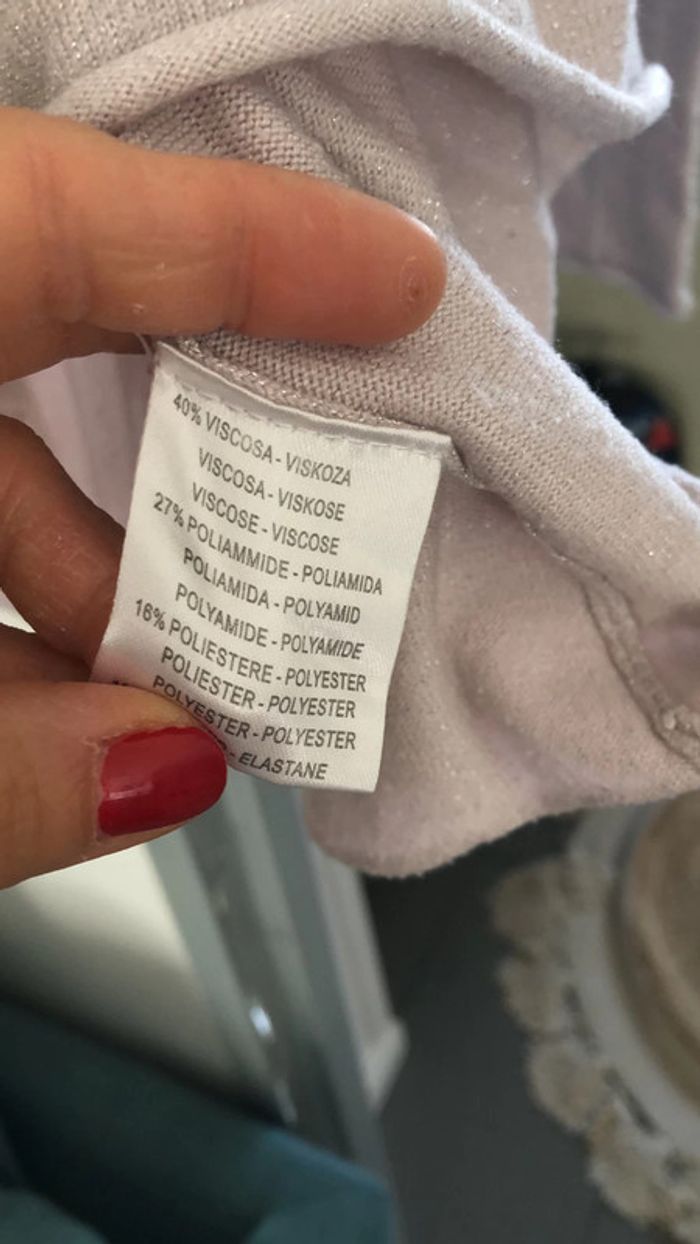 40% VISCOSA - VISKOZA
VISCOSA - VISKOSE
VISCOSE - VISCOSE
27% POLIAMMIDE - POLIAMIDA
POLIAMIDA - POLYAMID
POLYAMIDE - POLYAMIDE
16% POLIESTERE - POLYESTER
POLIESTER - POLYESTER
POLYESTER - POLYESTER
- ELASTANE